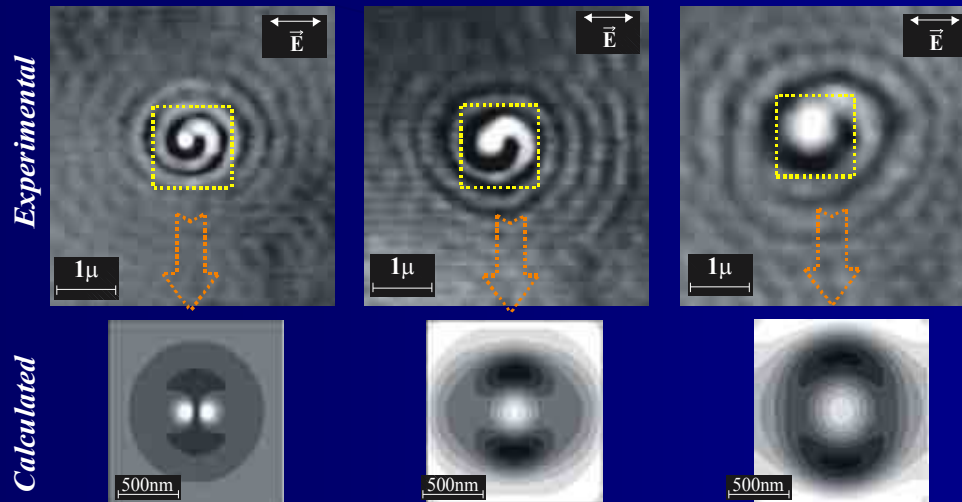 Experimental
E
E
E
1μ
1μ
1μ
Calculated
500nm
500nm
500nm